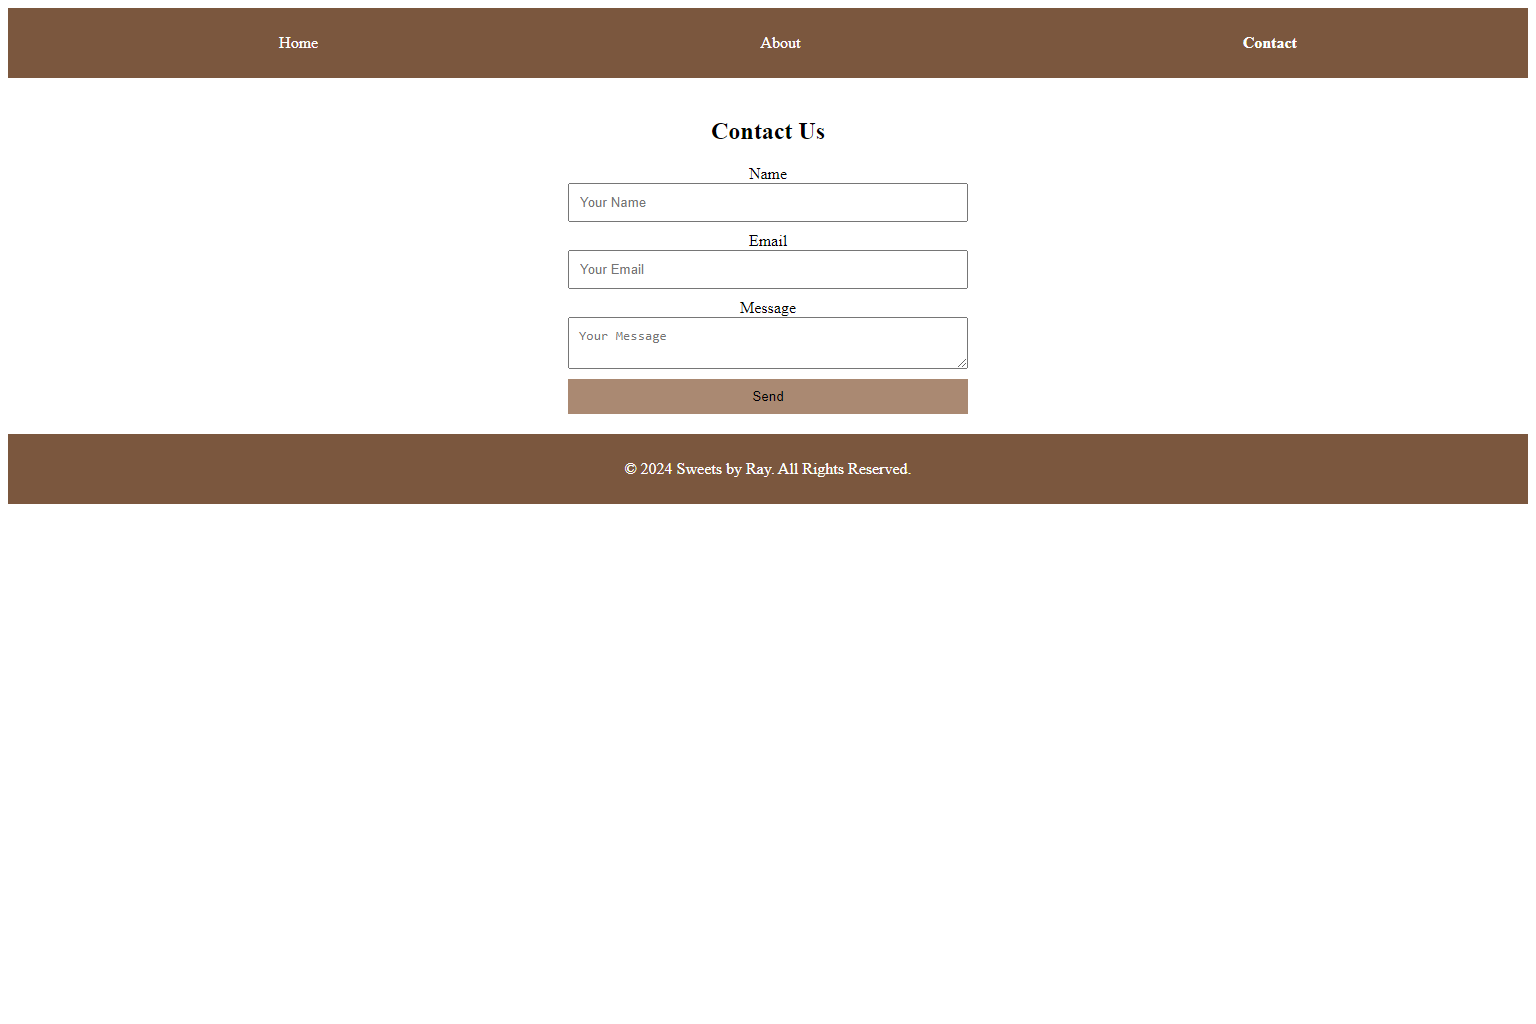 Home About Contact
Contact Us
Name
Your Name
Email
Your Email
Message
Your Message
Send
© 2024 Sweets by Ray. All Rights Reserved.